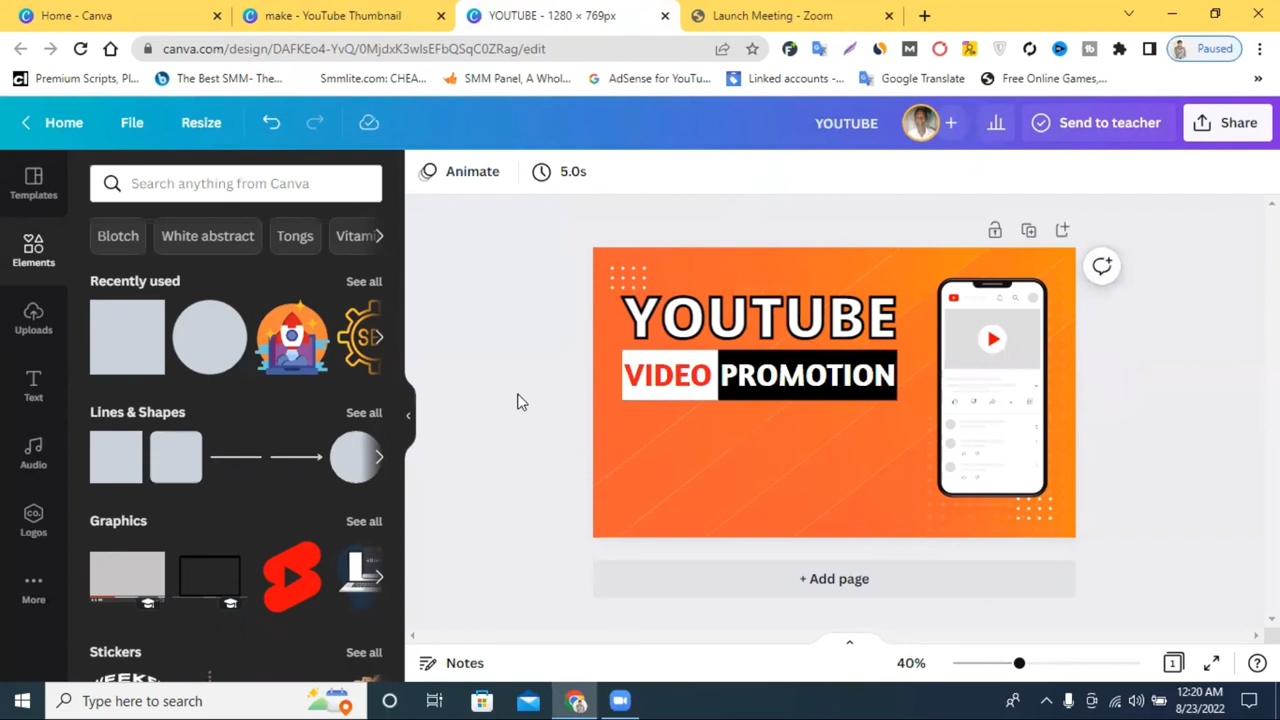 Home - Canva
make - YouTube Thumbnail
YOUTUBE - 1280 × 769px
Launch Meeting - Zoom
canva.com/design/DAFKEo4-YvQ/0MjdxK3wIsEFbQSqC0ZRag/edit
Paused
Premium Scripts, Pl...
The Best SMM- The...
Smmlite.com: CHEA...
SMM Panel, A Whol...
AdSense for YouTu...
Linked accounts -...
Google Translate
Free Online Games,...
Home
File
Resize
YOUTUBE
Send to teacher
Share
Templates
Elements
Uploads
Text
Audio
Logos
More
Search anything from Canva
Blotch
White abstract
Tongs
Vitami
Recently used
See all
Lines & Shapes
See all
Graphics
See all
Stickers
See all
Animate
5.0s
YOUTUBE
VIDEO PROMOTION
+ Add page
Notes
40%
1
Type here to search
12:20 AM
8/23/2022